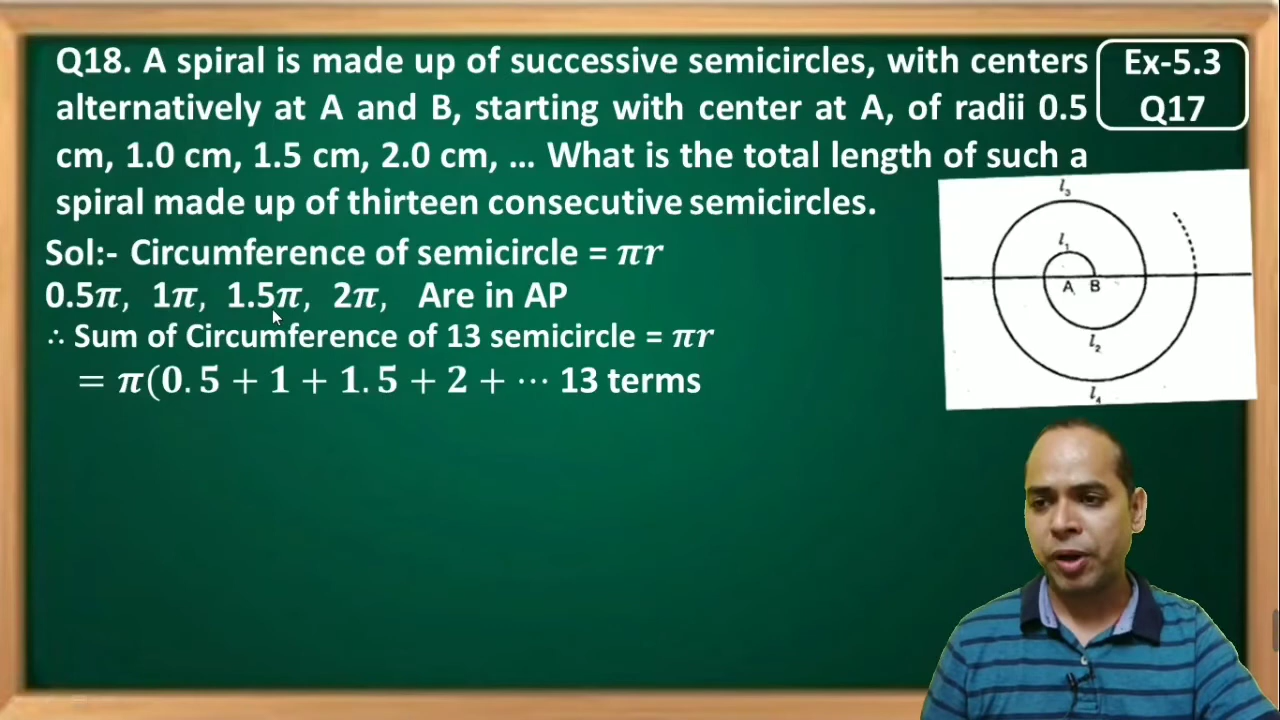 Q18. A spiral is made up of successive semicircles, with centers
alternatively at A and B, starting with center at A, of radii 0.5
cm, 1.0 cm, 1.5 cm, 2.0 cm, ... What is the total length of such a
spiral made up of thirteen consecutive semicircles.
Ex-5.3
Q17
Sol:- Circumference of semicircle = πr
0.5π, 1π, 1.5π, 2π, Are in AP
∴ Sum of Circumference of 13 semicircle = πr
= π(0.5 + 1 + 1.5 + 2 + ⋯ 13 terms
l₃
l₁
A B
l₂
l₄